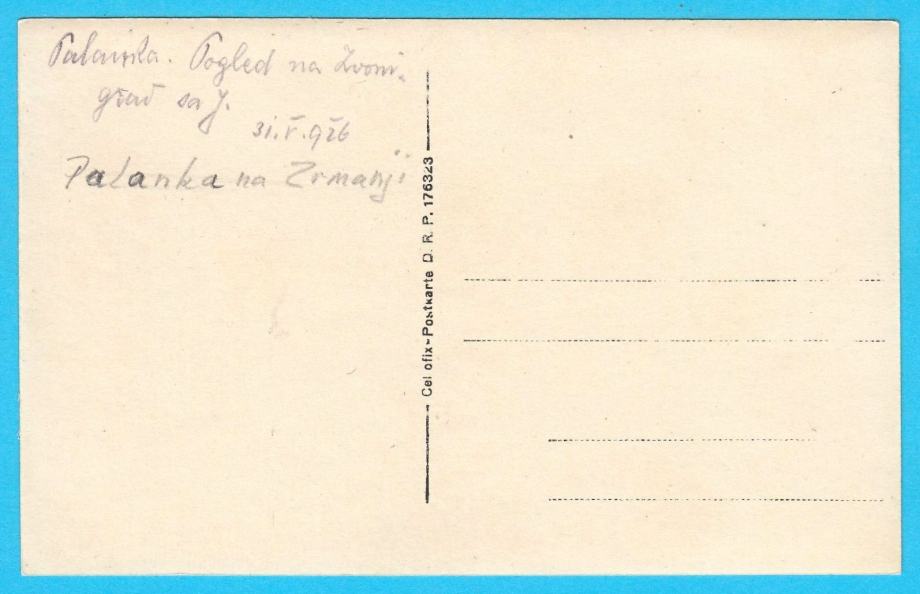 Palanka. Pogled na Zvoni-
grad sa J.
31.V.926
Palanka na Zrmanji
Cel ofix-Postkarte D. R. P. 176323